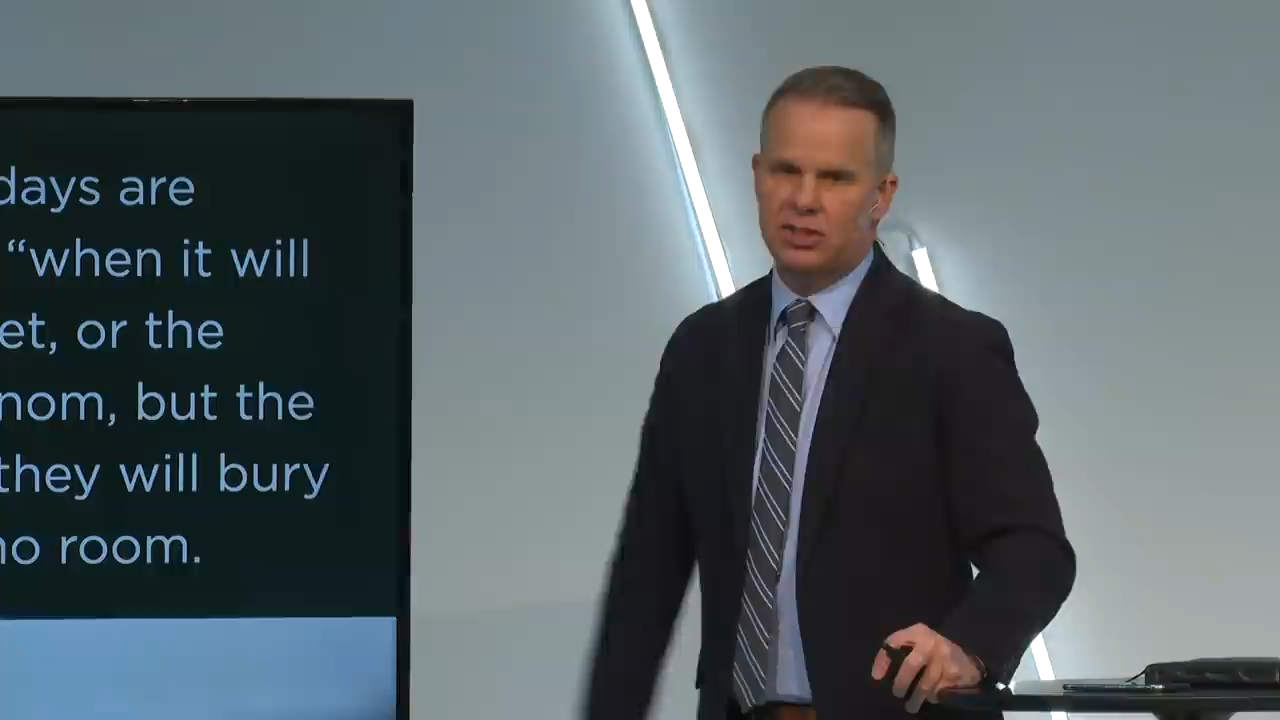 days are
“when it will
et, or the
nom, but the
they will bury
no room.